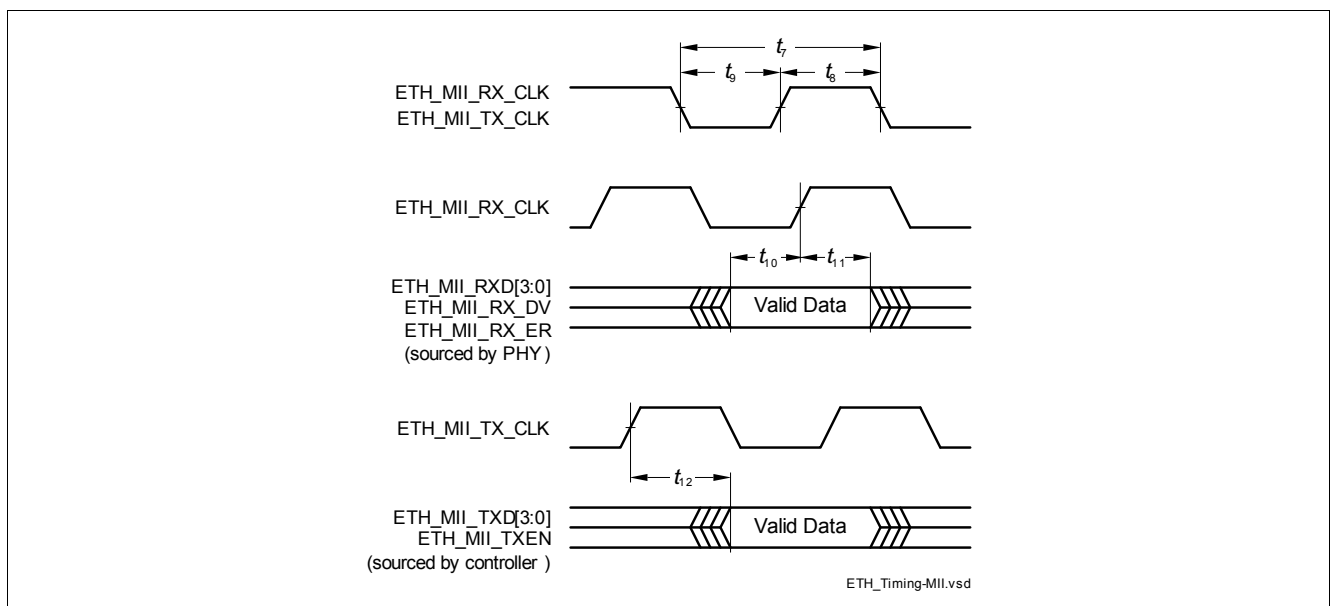 t7
t9 t8
ETH_MII_RX_CLK
ETH_MII_TX_CLK
ETH_MII_RX_CLK
t10 t11
ETH_MII_RXD[3:0]
ETH_MII_RX_DV
Valid Data
ETH_MII_RX_ER
(sourced by PHY )
ETH_MII_TX_CLK
t12
ETH_MII_TXD[3:0]
Valid Data
ETH_MII_TXEN
(sourced by controller )
ETH_Timing-MII.vsd